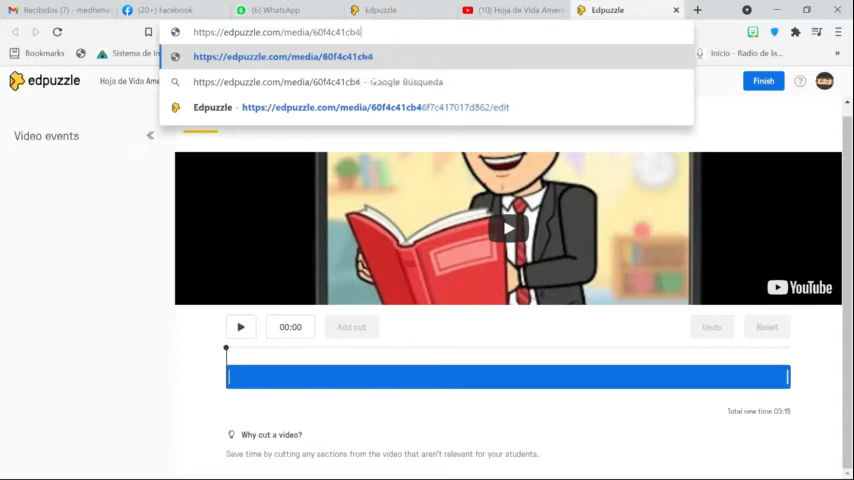 Recibidos (7) - medhime
(20+) Facebook
(6) WhatsApp
Edpuzzle
(10) Hoja de Vida Ameri
Edpuzzle
https://edpuzzle.com/media/60f4c41cb4
Bookmarks
Sistema de In
https://edpuzzle.com/media/60f4c41cb4
Inicio - Radio de la...
https://edpuzzle.com/media/60f4c41cb4 - Google Búsqueda
edpuzzle
Hoja de Vida Ame
Finish
Edpuzzle - https://edpuzzle.com/media/60f4c41cb46f7c417017d862/edit
Video events
YouTube
00:00
Add cut
Undo
Reset
Total new time 03:15
Why cut a video?
Save time by cutting any sections from the video that aren't relevant for your students.